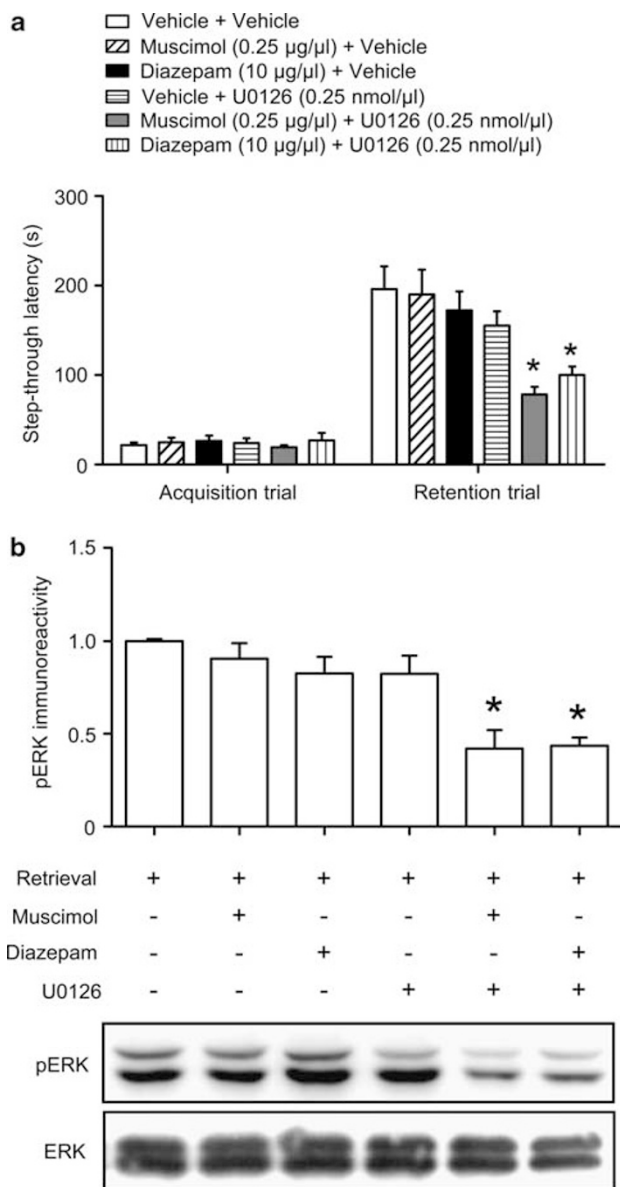 a
Vehicle + Vehicle
Muscimol (0.25 µg/µl) + Vehicle
Diazepam (10 µg/µl) + Vehicle
Vehicle + U0126 (0.25 nmol/µl)
Muscimol (0.25 µg/µl) + U0126 (0.25 nmol/µl)
Diazepam (10 µg/µl) + U0126 (0.25 nmol/µl)
Step-through latency (s)
300
200
100
0
* *
Acquisition trial Retention trial
b
pERK immunoreactivity
1.5
1.0
0.5
0
* *
Retrieval + + + + + +
Muscimol - + - - + -
Diazepam - - + - - +
U0126 - - - + + +
pERK
ERK